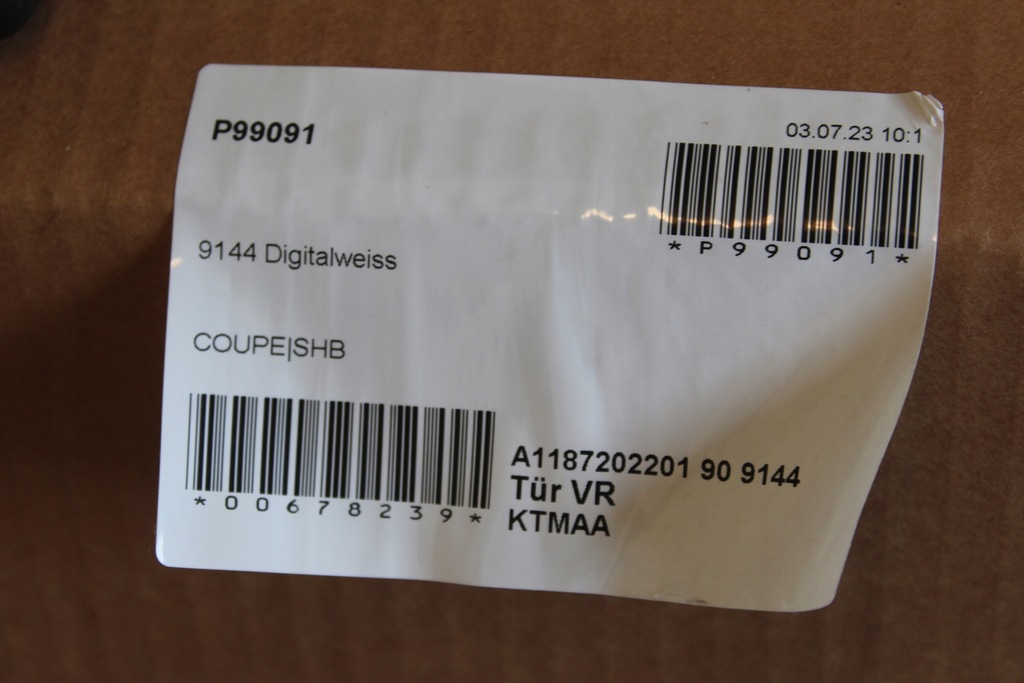 P99091
03.07.23 10:1
*P99091*
9144 Digitalweiss
COUPE|SHB
*00678239*
A1187202201 90 9144
Tür VR
KTMAA